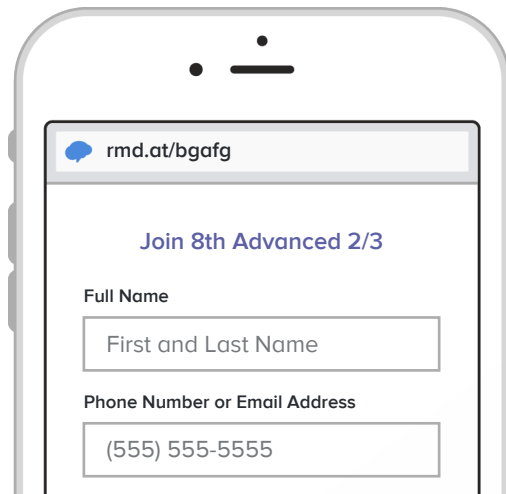 rmd.at/bgafg
Join 8th Advanced 2/3
Full Name
First and Last Name
Phone Number or Email Address
(555) 555-5555